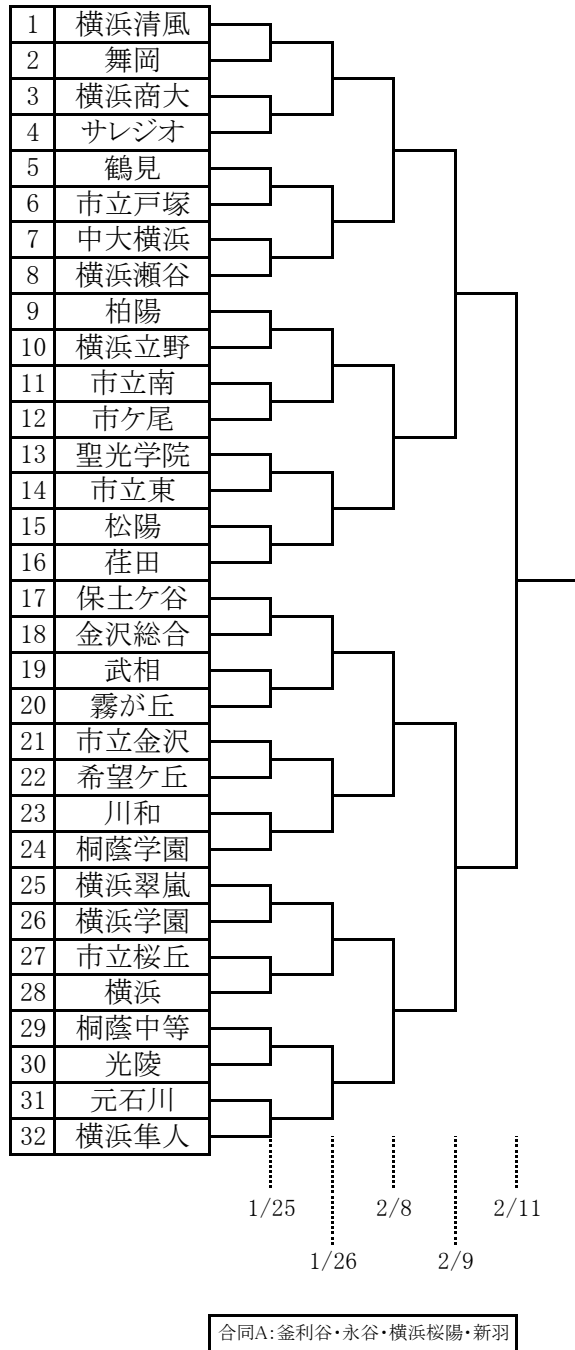 1 横浜清風
2 舞岡
3 横浜商大
4 サレジオ
5 鶴見
6 市立戸塚
7 中大横浜
8 横浜瀬谷
9 柏陽
10 横浜立野
11 市立南
12 市ケ尾
13 聖光学院
14 市立東
15 松陽
16 荏田
17 保土ケ谷
18 金沢総合
19 武相
20 霧が丘
21 市立金沢
22 希望ケ丘
23 川和
24 桐蔭学園
25 横浜翠嵐
26 横浜学園
27 市立桜丘
28 横浜
29 桐蔭中等
30 光陵
31 元石川
32 横浜隼人
1/25 2/8 2/11
1/26 2/9
合同A:釜利谷・永谷・横浜桜陽・新羽